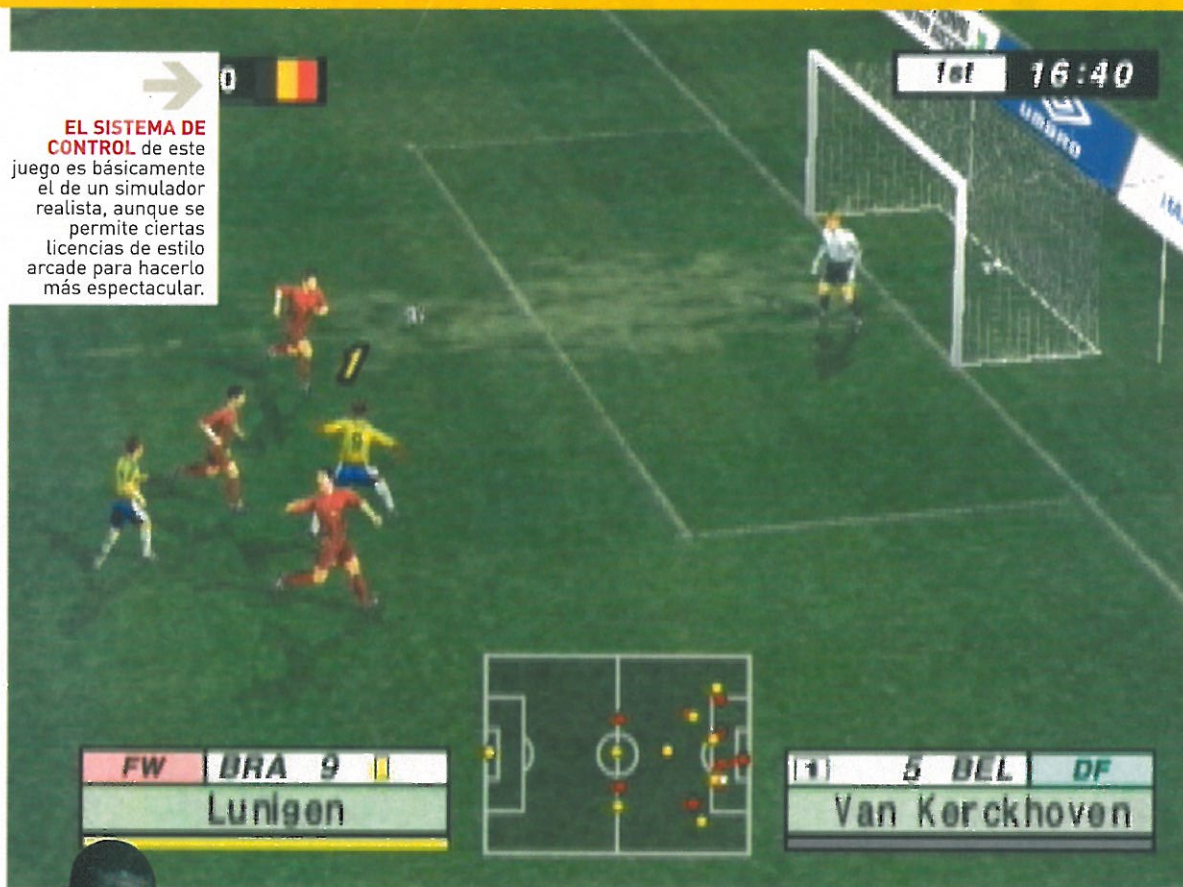 0
1st 16:40
EL SISTEMA DE
CONTROL de este
juego es básicamente
el de un simulador
realista, aunque se
permite ciertas
licencias de estilo
arcade para hacerlo
más espectacular.
UMBRO
9
FW BRA 9
Lunigen
1 5 BEL DF
Van Kerckhoven